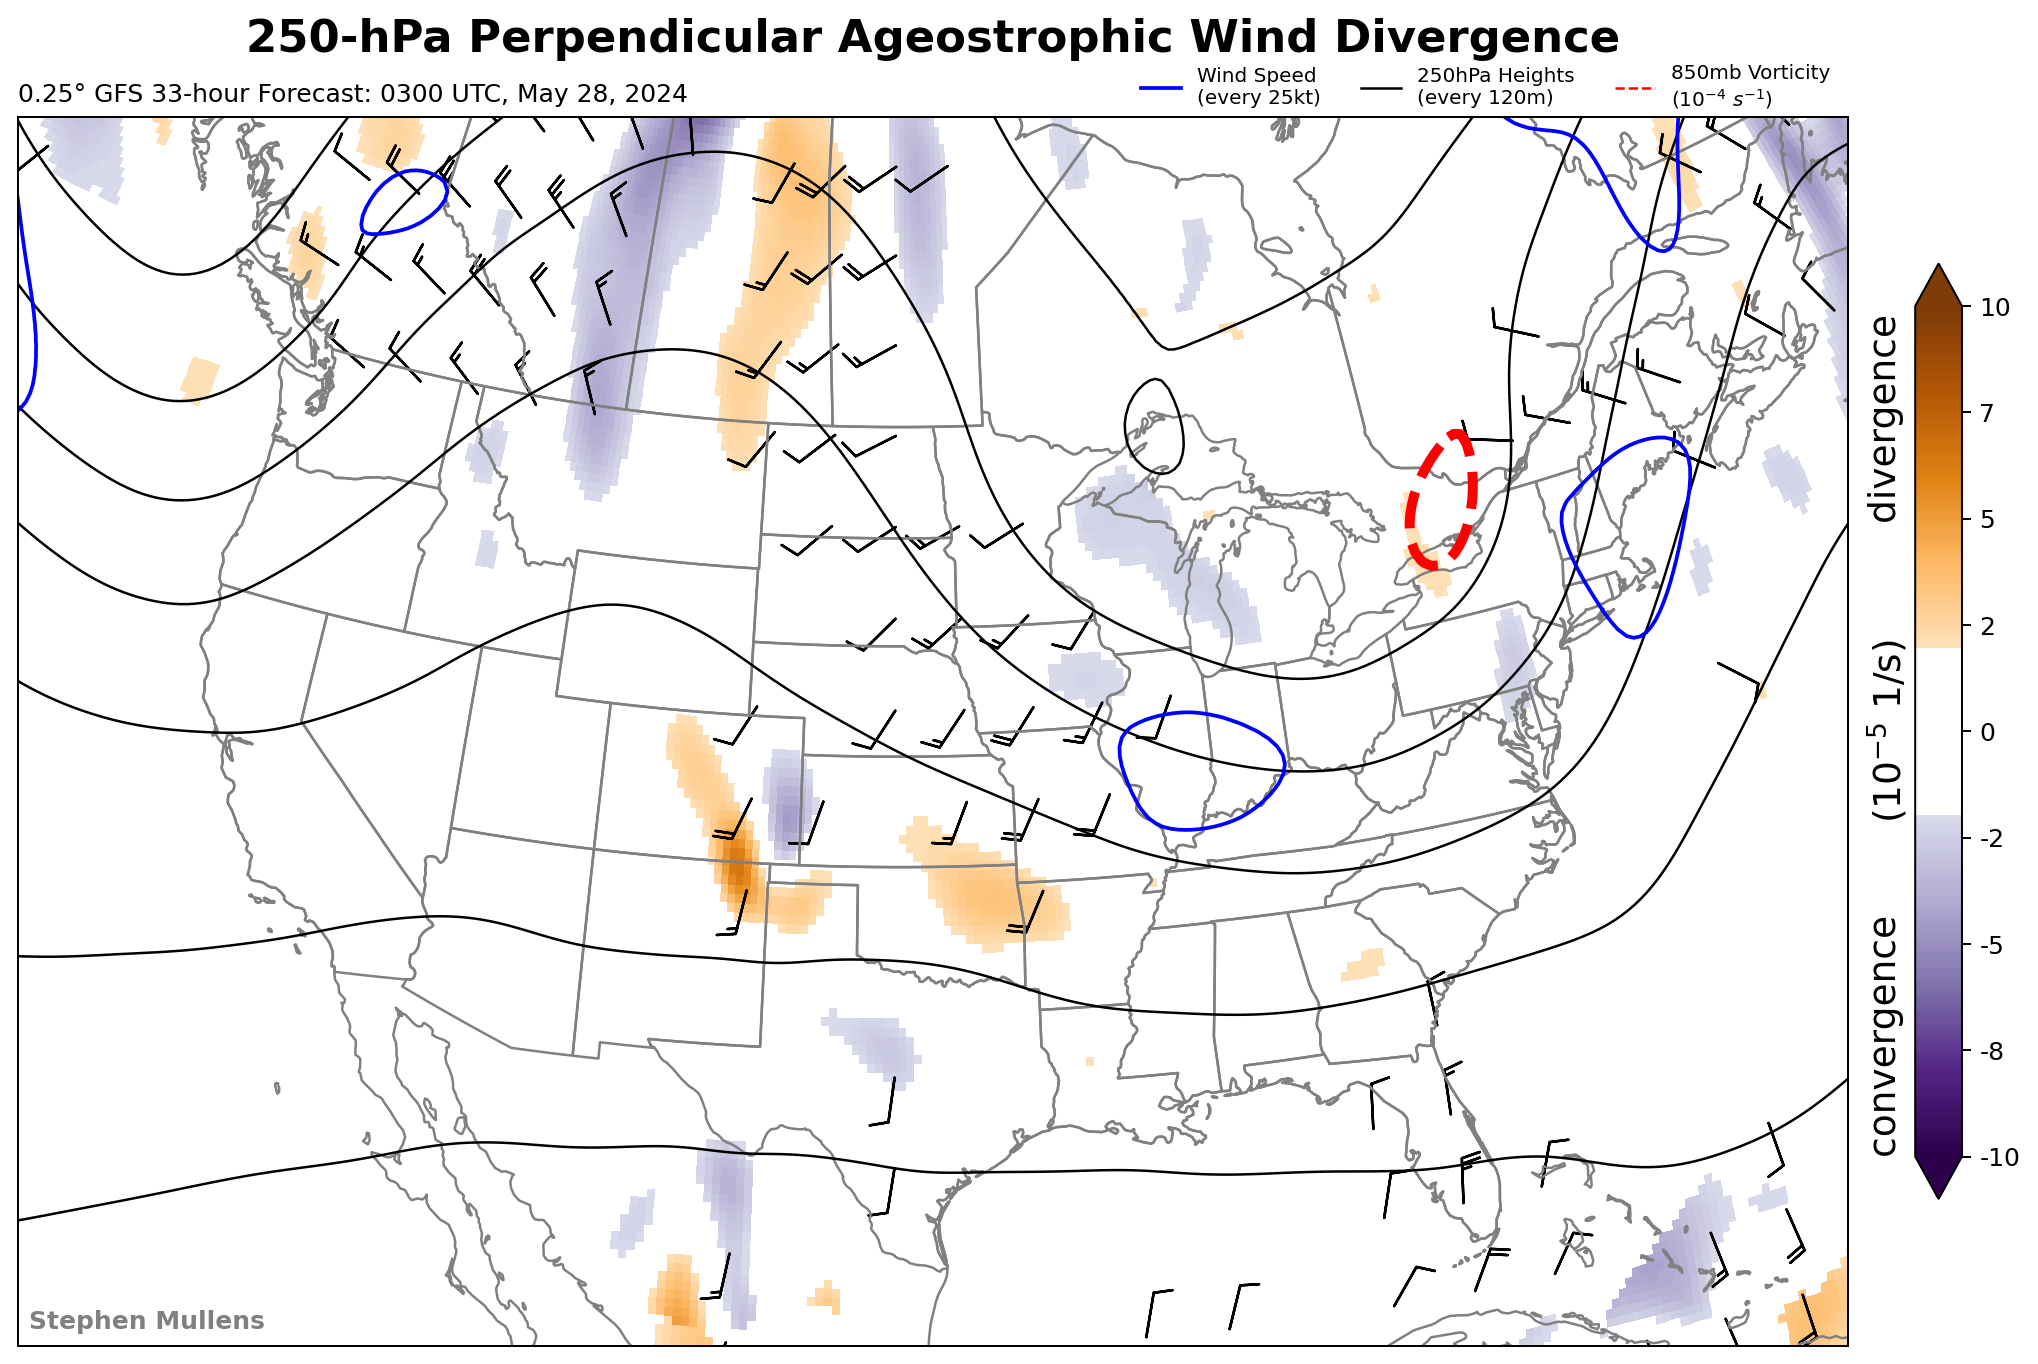 250-hPa Perpendicular Ageostrophic Wind Divergence
0.25° GFS 33-hour Forecast: 0300 UTC, May 28, 2024
Wind Speed
(every 25kt)
250hPa Heights
(every 120m)
850mb Vorticity
(10⁻⁴ s⁻¹)
10
7
5
2
0
-2
-5
-8
-10
convergence (10⁻⁵ 1/s) divergence
Stephen Mullens